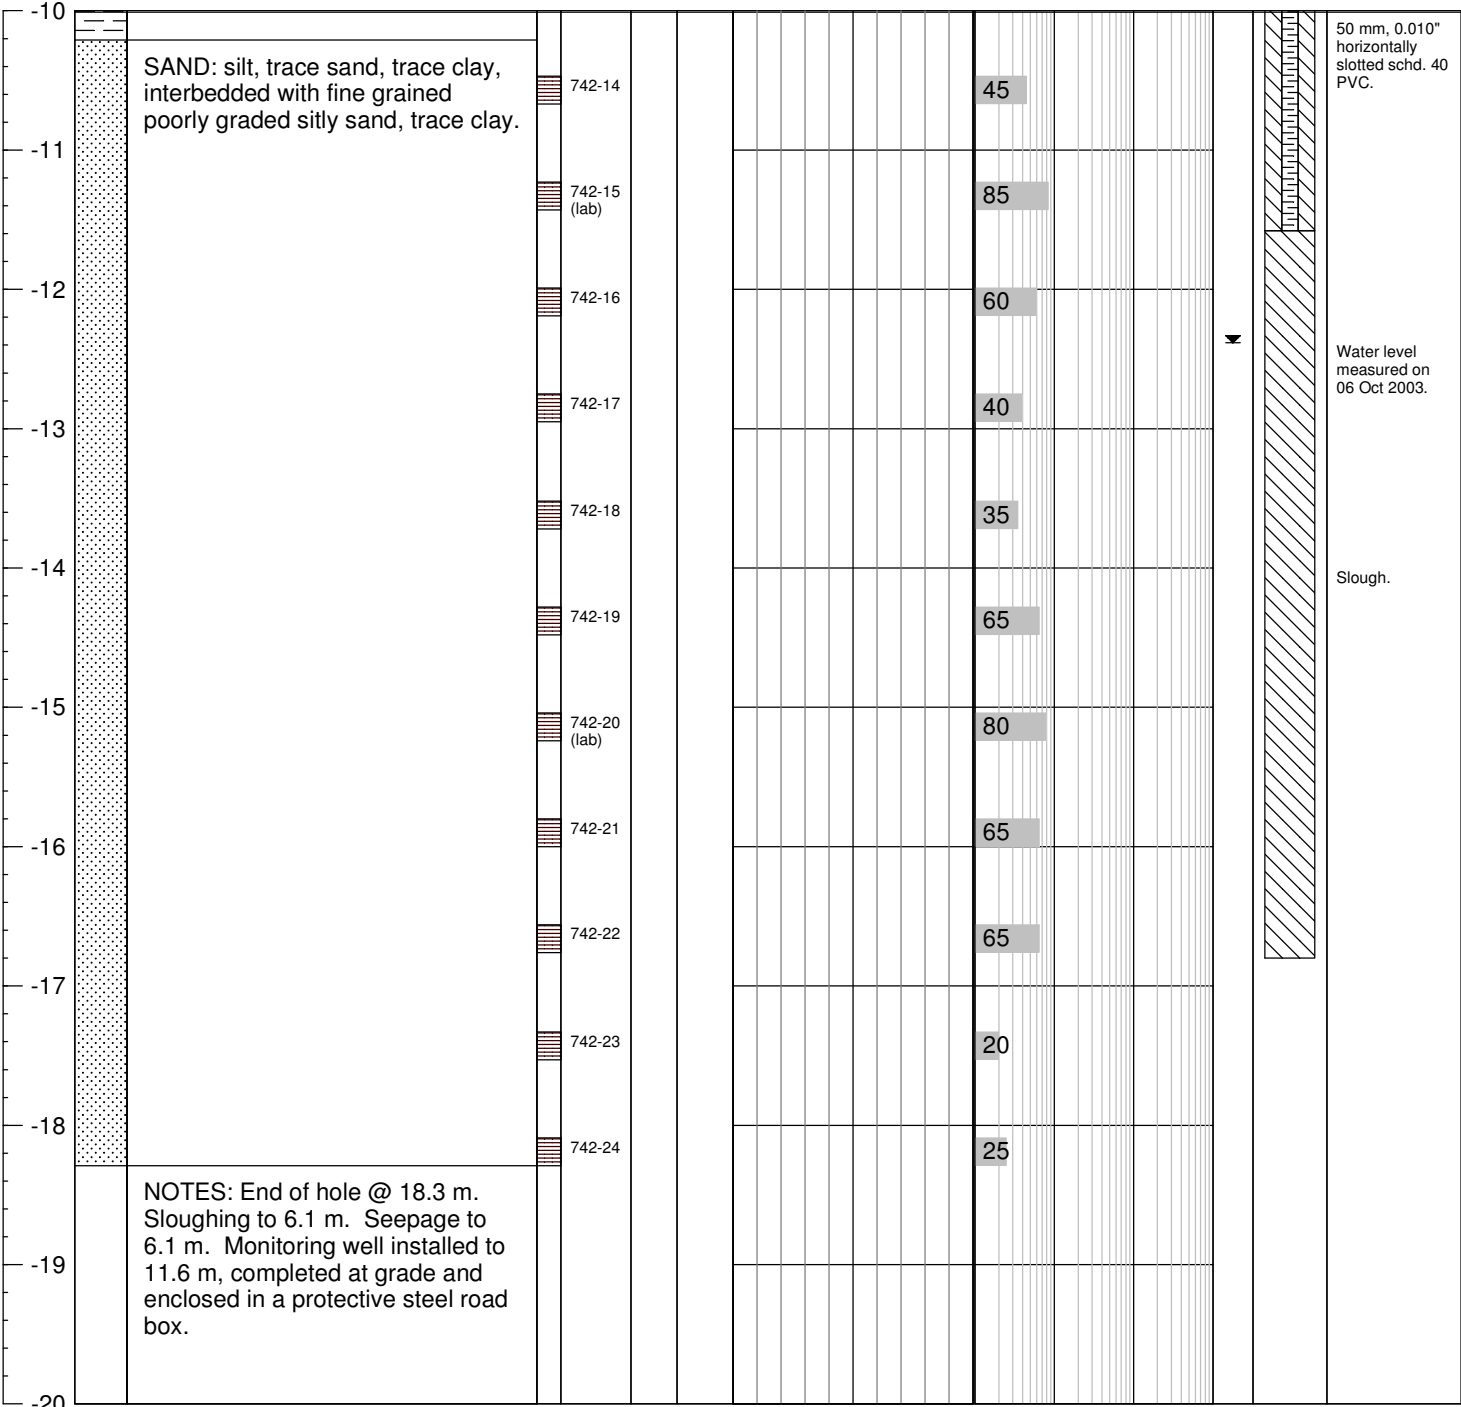 -10
50 mm, 0.010"
horizontally
slotted schd. 40
PVC.
SAND: silt, trace sand, trace clay,
interbedded with fine grained
poorly graded sitly sand, trace clay.
742-14
45
-11
742-15
(lab)
85
-12
742-16
60
Water level
measured on
06 Oct 2003.
742-17
40
-13
742-18
35
-14
Slough.
742-19
65
-15
742-20
(lab)
80
742-21
65
-16
742-22
65
-17
742-23
20
-18
742-24
25
NOTES: End of hole @ 18.3 m.
Sloughing to 6.1 m.  Seepage to
6.1 m.  Monitoring well installed to
11.6 m, completed at grade and
enclosed in a protective steel road
box.
-19
-20